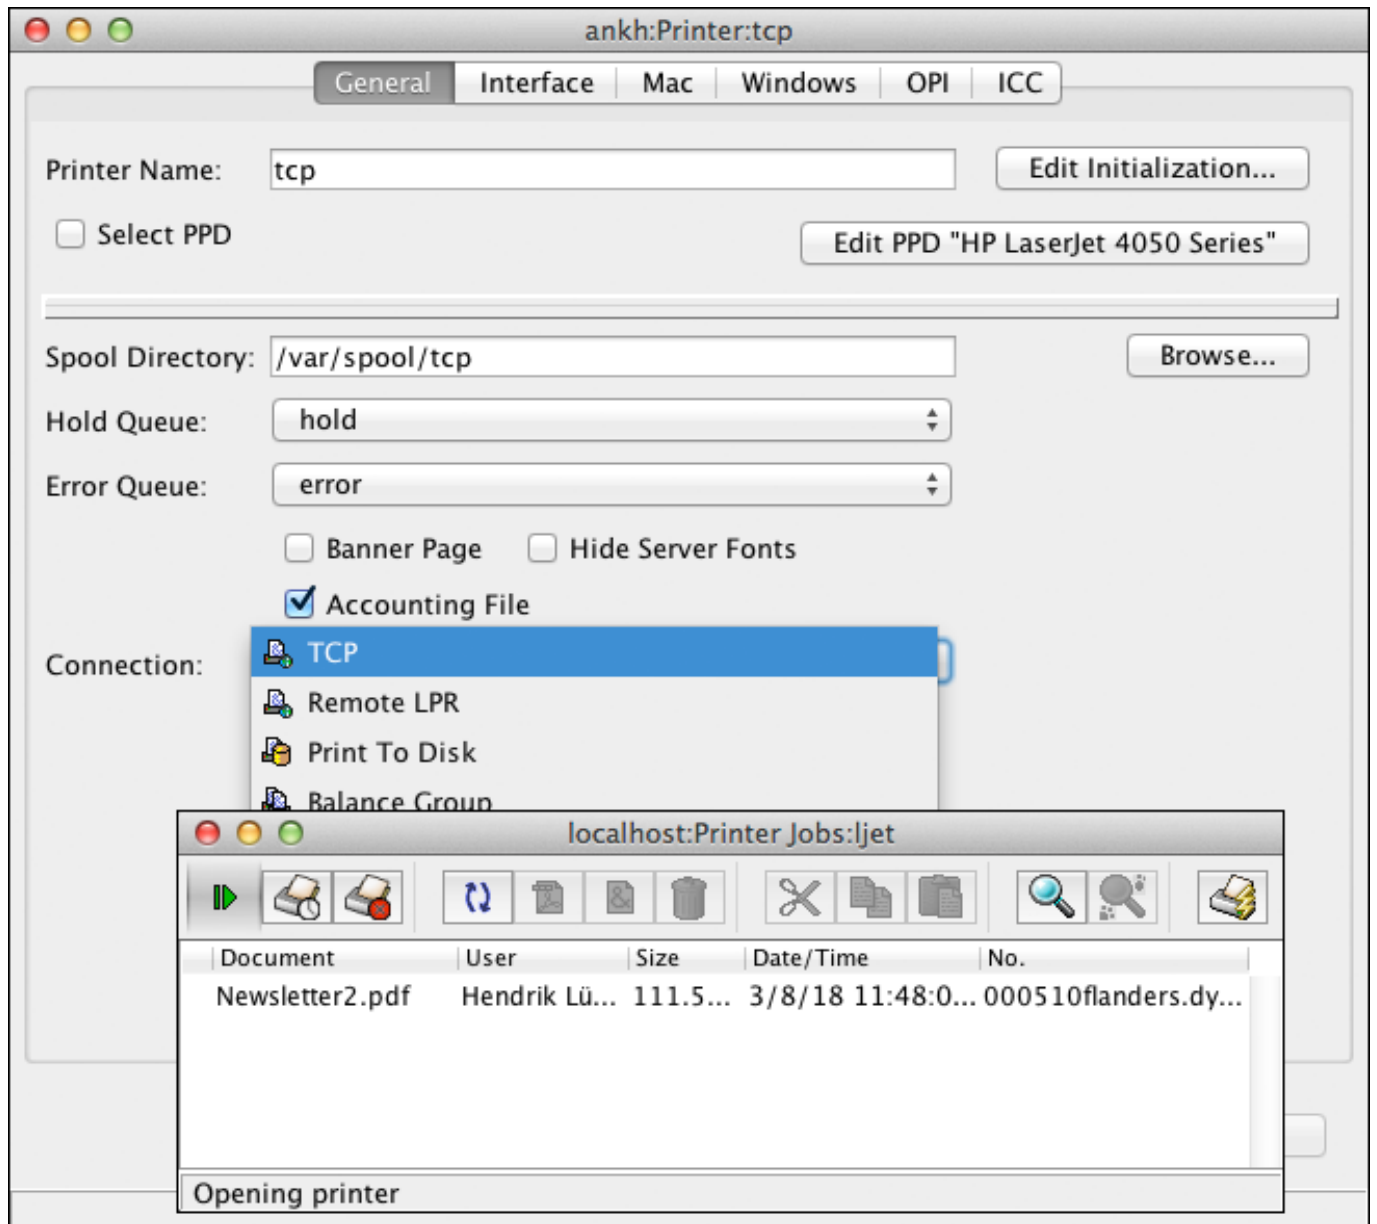 ankh:Printer:tcp
General Interface Mac Windows OPI ICC
Printer Name: tcp Edit Initialization...
Select PPD Edit PPD "HP LaserJet 4050 Series"
Spool Directory: /var/spool/tcp Browse...
Hold Queue: hold
Error Queue: error
Banner Page Hide Server Fonts
Accounting File
Connection: TCP
Remote LPR
Print To Disk
Balance Group
localhost:Printer Jobs:ljet
Document User Size Date/Time No.
Newsletter2.pdf Hendrik Lü... 111.5... 3/8/18 11:48:0... 000510flanders.dy...
Opening printer